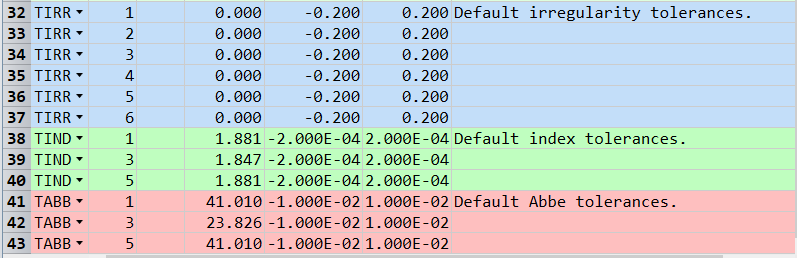 32 TIRR 1 0.000 -0.200 0.200 Default irregularity tolerances.
33 TIRR 2 0.000 -0.200 0.200
34 TIRR 3 0.000 -0.200 0.200
35 TIRR 4 0.000 -0.200 0.200
36 TIRR 5 0.000 -0.200 0.200
37 TIRR 6 0.000 -0.200 0.200
38 TIND 1 1.881 -2.000E-04 2.000E-04 Default index tolerances.
39 TIND 3 1.847 -2.000E-04 2.000E-04
40 TIND 5 1.881 -2.000E-04 2.000E-04
41 TABB 1 41.010 -1.000E-02 1.000E-02 Default Abbe tolerances.
42 TABB 3 23.826 -1.000E-02 1.000E-02
43 TABB 5 41.010 -1.000E-02 1.000E-02